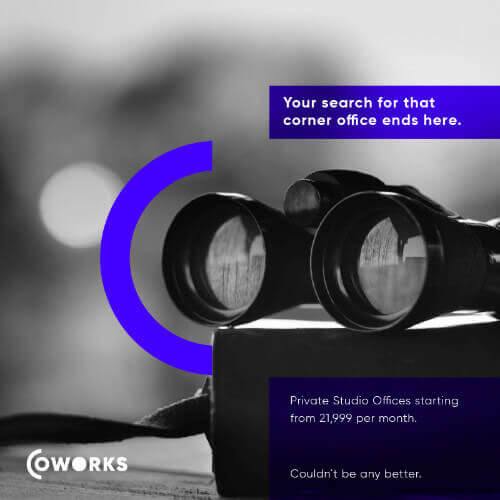 Your search for that
corner office ends here.
Private Studio Offices starting
from 21,999 per month.
Couldn't be any better.
COWORKS